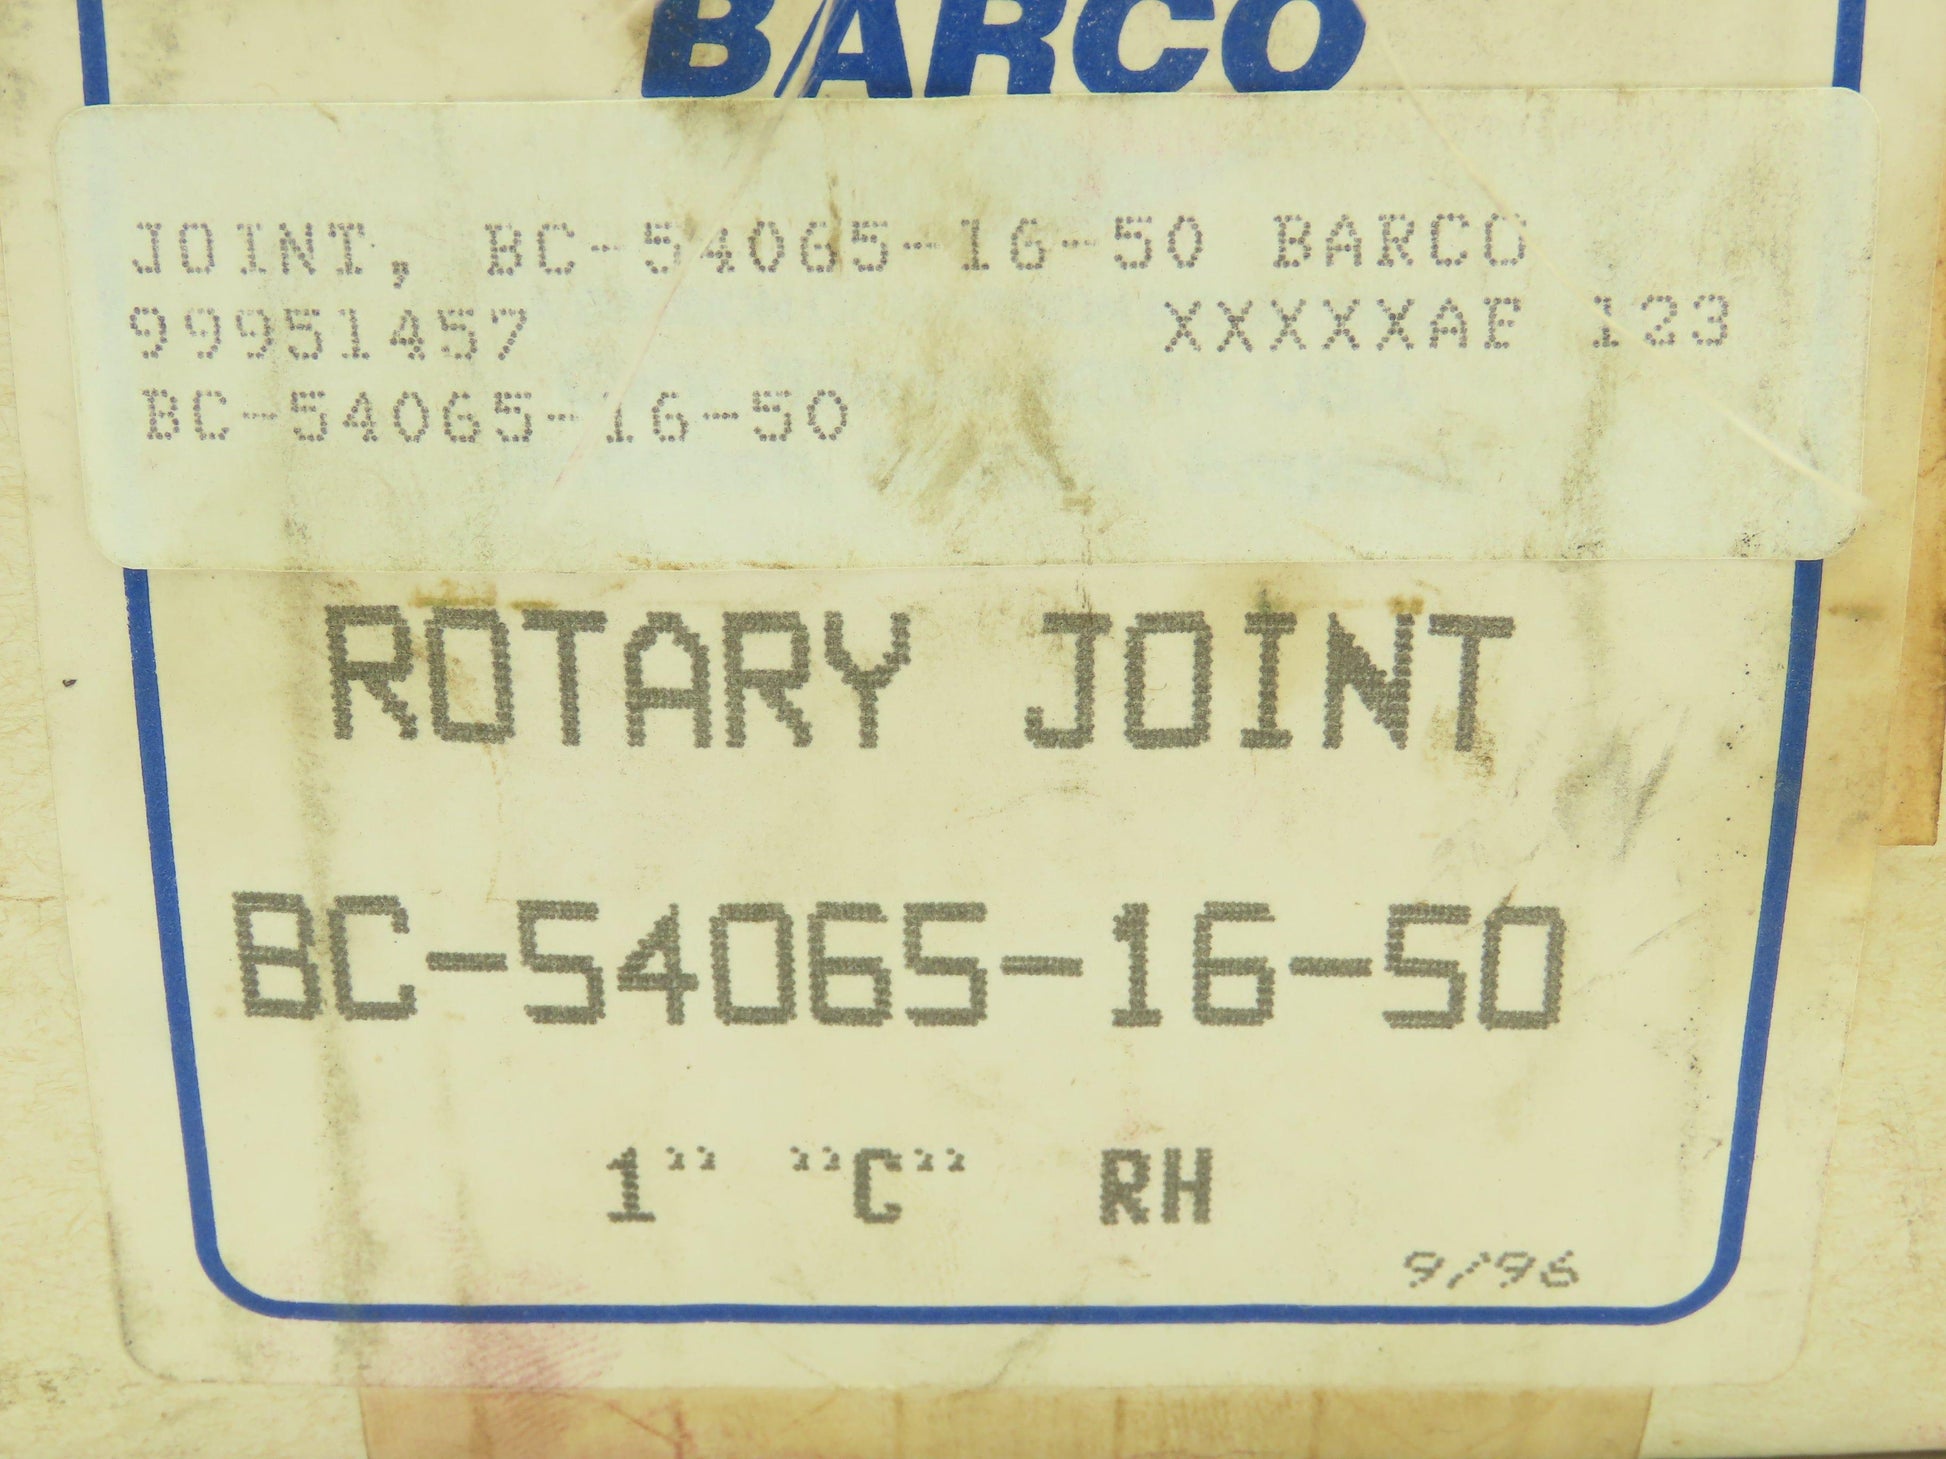 BARCO
JOINT, BC-54065-16-50 BARCO
99951457 XXXXXAE 123
BC-54065-16-50
ROTARY JOINT
BC-54065-16-50
1" "C" RH
9/96